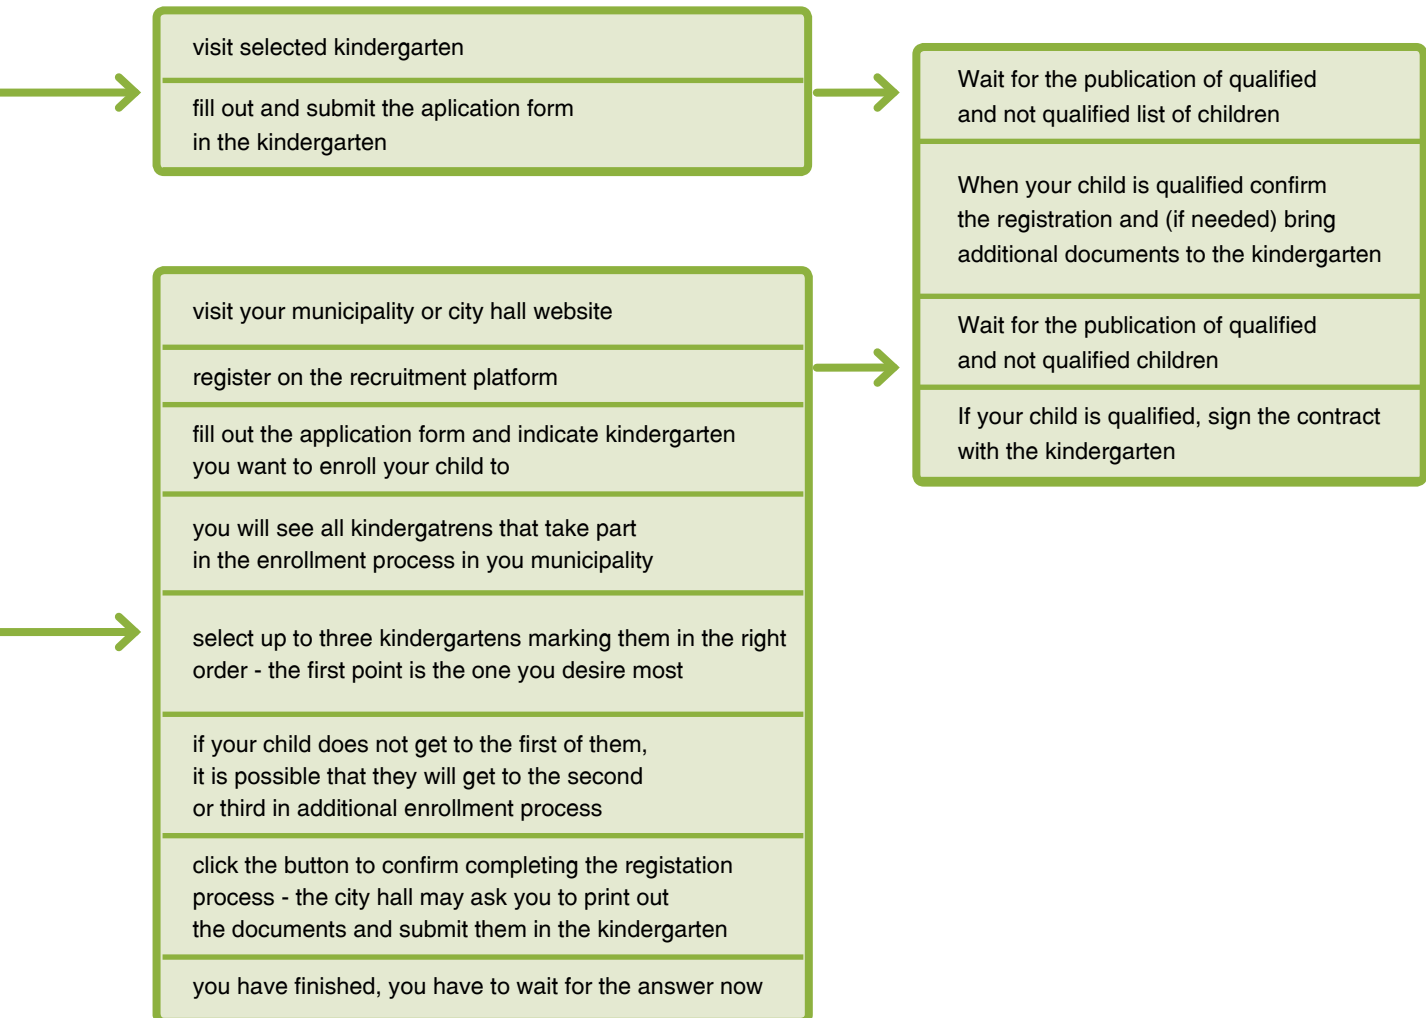 visit selected kindergarten
fill out and submit the aplication form
in the kindergarten
visit your municipality or city hall website
register on the recruitment platform
fill out the application form and indicate kindergarten
you want to enroll your child to
you will see all kindergatrens that take part
in the enrollment process in you municipality
select up to three kindergartens marking them in the right
order - the first point is the one you desire most
if your child does not get to the first of them,
it is possible that they will get to the second
or third in additional enrollment process
click the button to confirm completing the registation
process - the city hall may ask you to print out
the documents and submit them in the kindergarten
you have finished, you have to wait for the answer now
Wait for the publication of qualified
and not qualified list of children
When your child is qualified confirm
the registration and (if needed) bring
additional documents to the kindergarten
Wait for the publication of qualified
and not qualified children
If your child is qualified, sign the contract
with the kindergarten